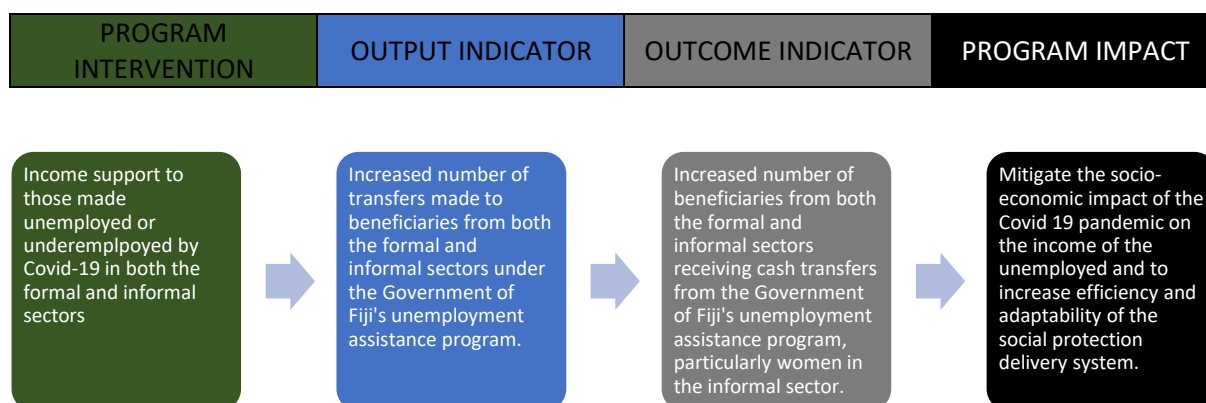 PROGRAM
INTERVENTION
OUTPUT INDICATOR
OUTCOME INDICATOR
PROGRAM IMPACT
Income support to
those made
unemployed or
underemplpoyed by
Covid-19 in both the
formal and informal
sectors
Increased number of
transfers made to
beneficiaries from both
the formal and
informal sectors under
the Government of
Fiji's unemployment
assistance program.
Increased number of
beneficiaries from both
the formal and
informal sectors
receiving cash transfers
from the Government
of Fiji's unemployment
assistance program,
particularly women in
the informal sector.
Mitigate the socio-
economic impact of the
Covid 19 pandemic on
the income of the
unemployed and to
increase efficiency and
adaptability of the
social protection
delivery system.